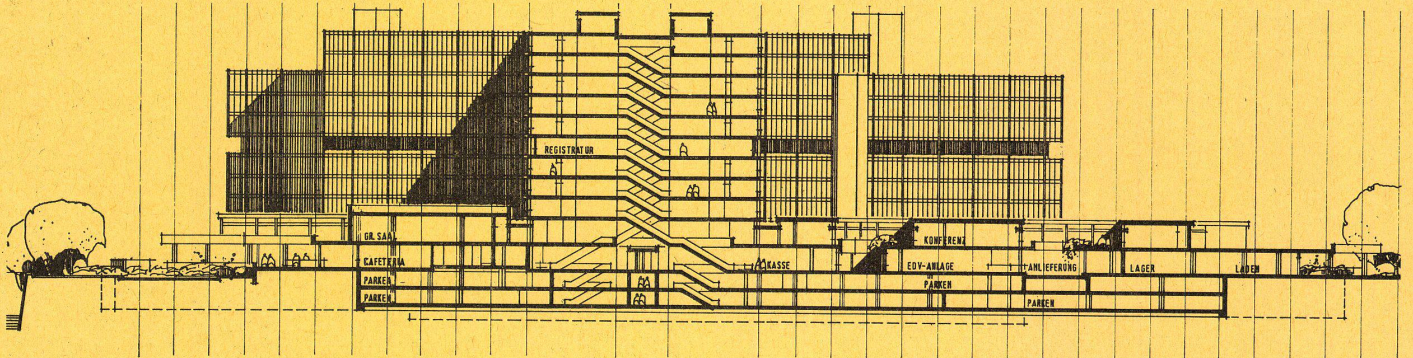 REGISTRATUR
GR. SAAL
KONFERENZ
CAFETERIA
KASSE
EDV-ANLAGE
ANLIEFERUNG
LAGER
LADEN
PARKEN
PARKEN
PARKEN
PARKEN